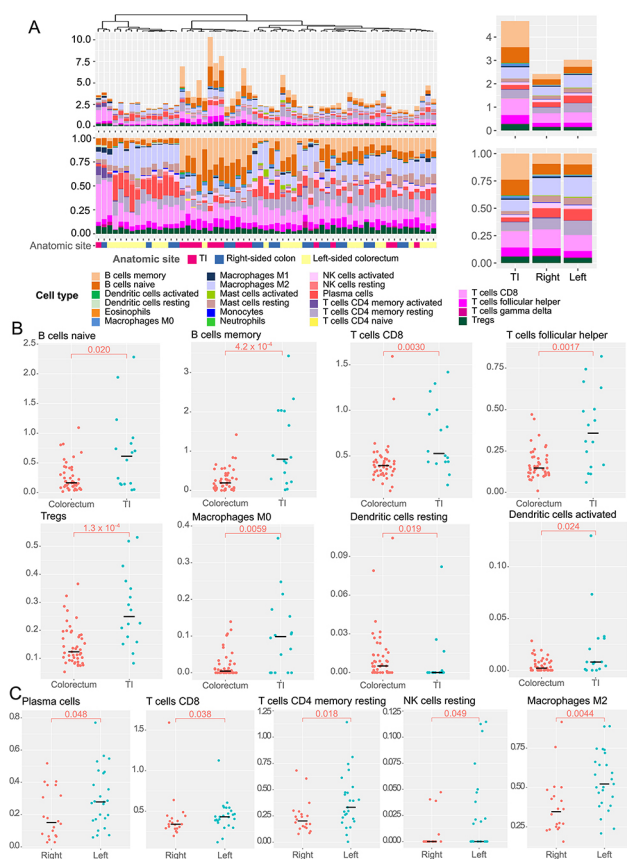 A
10.0
7.5
5.0
2.5
0.0
1.00
0.75
0.50
0.25
0.00
Anatomic site
4
3
2
1
0
1.00
0.75
0.50
0.25
0.00
TI Right Left
Anatomic site TI Right-sided colon Left-sided colorectum
Cell type
B cells memory
B cells naive
Dendritic cells activated
Dendritic cells resting
Eosinophils
Macrophages M0
Macrophages M1
Macrophages M2
Mast cells activated
Mast cells resting
Monocytes
Neutrophils
NK cells activated
NK cells resting
Plasma cells
T cells CD4 memory activated
T cells CD4 memory resting
T cells CD4 naive
T cells CD8
T cells follicular helper
T cells gamma delta
Tregs
B
B cells naive
0.020
2.5
2.0
1.5
1.0
0.5
0.0
Colorectum TI
B cells memory
4.2 x 10⁻⁴
3
2
1
0
Colorectum TI
T cells CD8
0.0030
1.5
1.0
0.5
Colorectum TI
T cells follicular helper
0.0017
0.75
0.50
0.25
0.00
Colorectum TI
Tregs
1.3 x 10⁻⁴
0.5
0.4
0.3
0.2
0.1
Colorectum TI
Macrophages M0
0.0059
0.4
0.3
0.2
0.1
0.0
Colorectum TI
Dendritic cells resting
0.019
0.09
0.06
0.03
0.00
Colorectum TI
Dendritic cells activated
0.024
0.10
0.05
0.00
Colorectum TI
C
Plasma cells
0.048
0.8
0.6
0.4
0.2
0.0
Right Left
T cells CD8
0.038
1.5
1.0
0.5
Right Left
T cells CD4 memory resting
0.018
1.25
1.00
0.75
0.50
0.25
0.00
Right Left
NK cells resting
0.049
0.125
0.100
0.075
0.050
0.025
0.000
Right Left
Macrophages M2
0.0044
0.75
0.50
0.25
Right Left